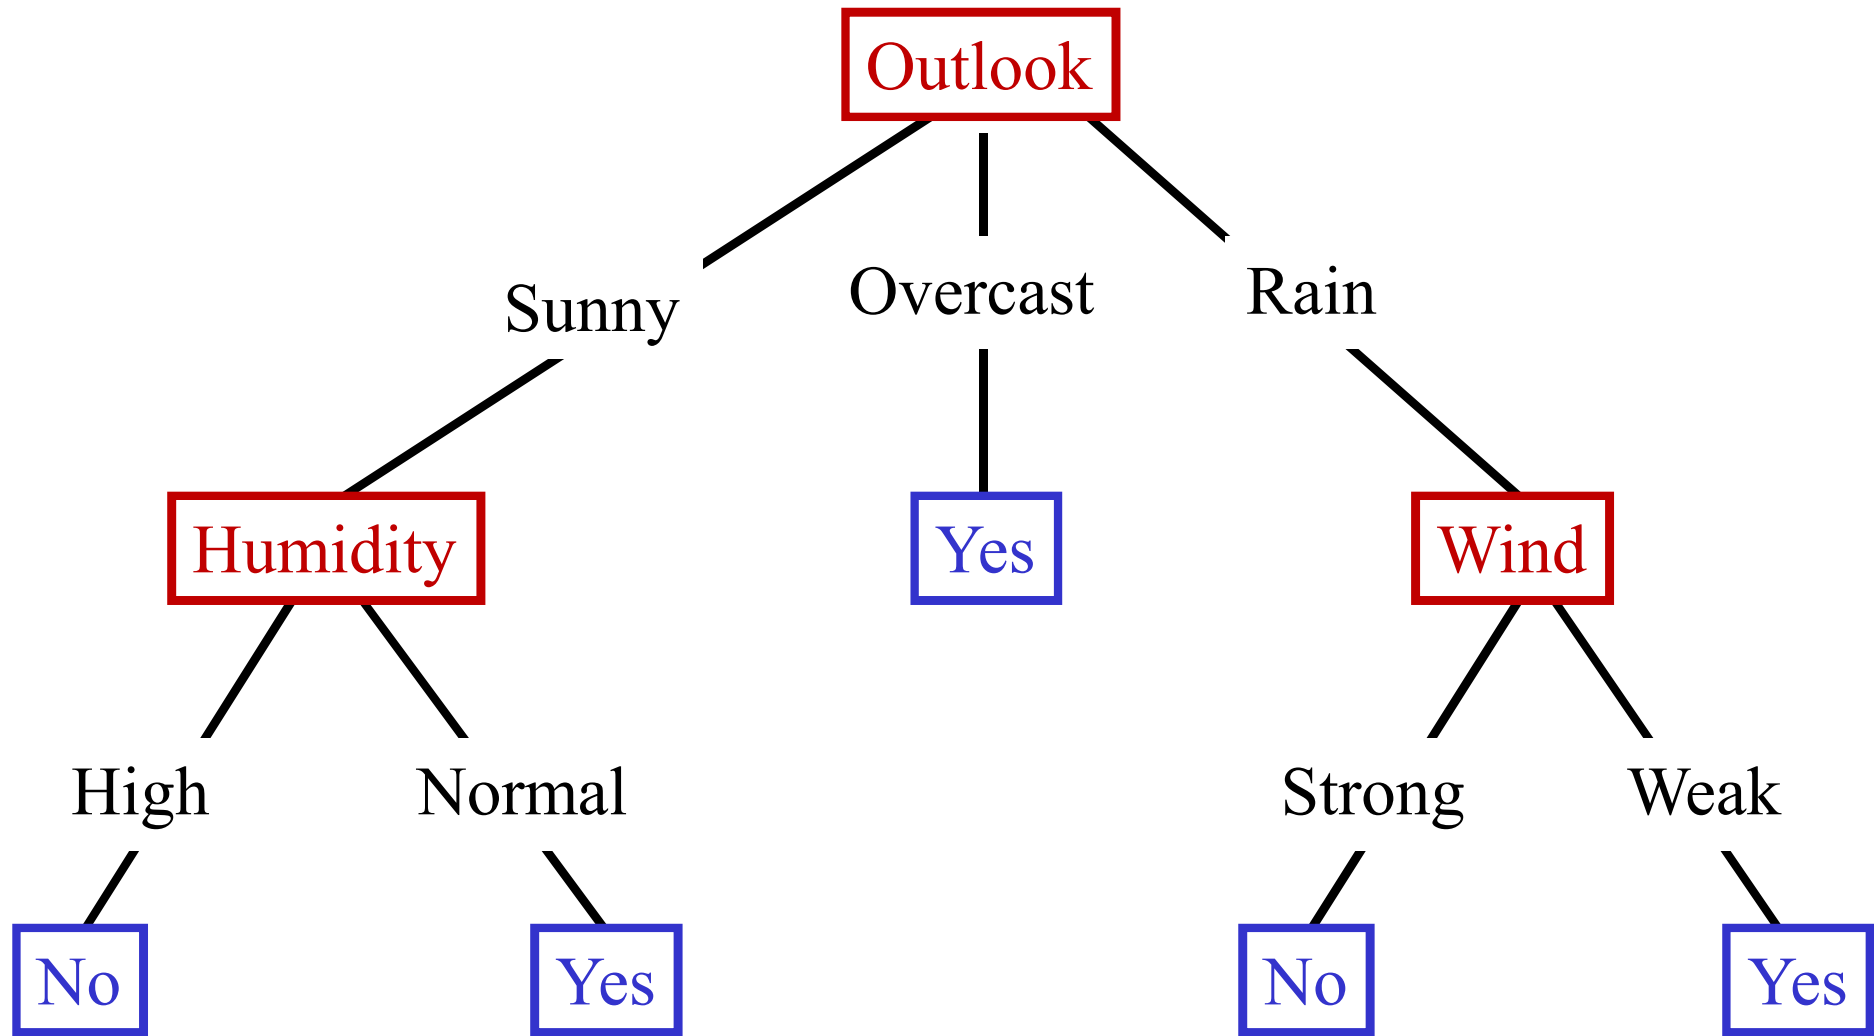 Outlook
Sunny
Overcast
Rain
Humidity
Yes
Wind
High
Normal
Strong
Weak
No
Yes
No
Yes